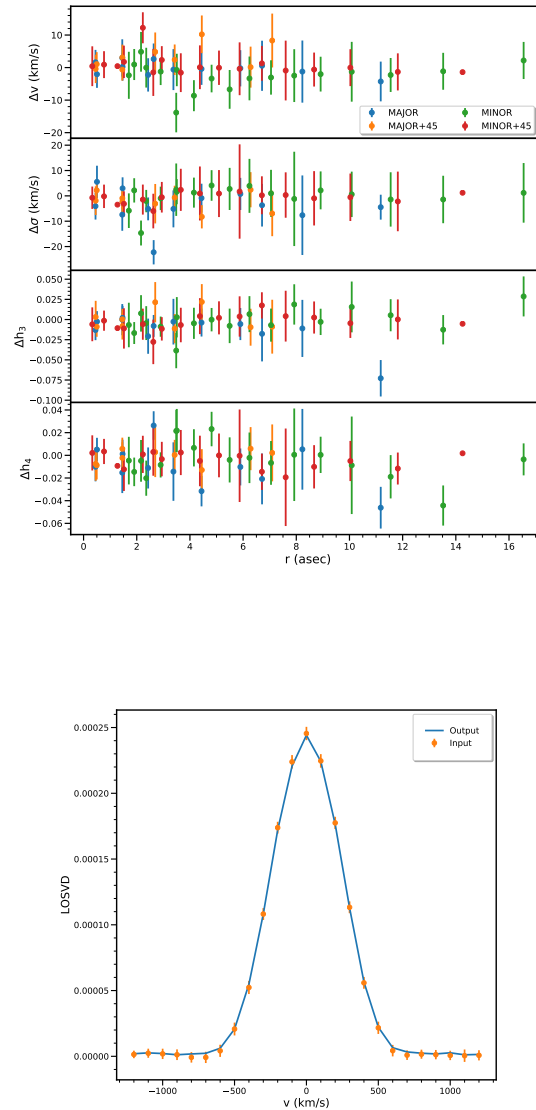 10
0
−10
−20
Δv (km/s)
MAJOR
MAJOR+45
MINOR
MINOR+45
20
10
0
−10
−20
Δσ (km/s)
0.050
0.025
0.000
−0.025
−0.050
−0.075
−0.100
Δh3
0.04
0.02
0.00
−0.02
−0.04
−0.06
Δh4
0 2 4 6 8 10 12 14 16
r (asec)
0.00025
0.00020
0.00015
0.00010
0.00005
0.00000
LOSVD
Output
Input
−1000 −500 0 500 1000
v (km/s)